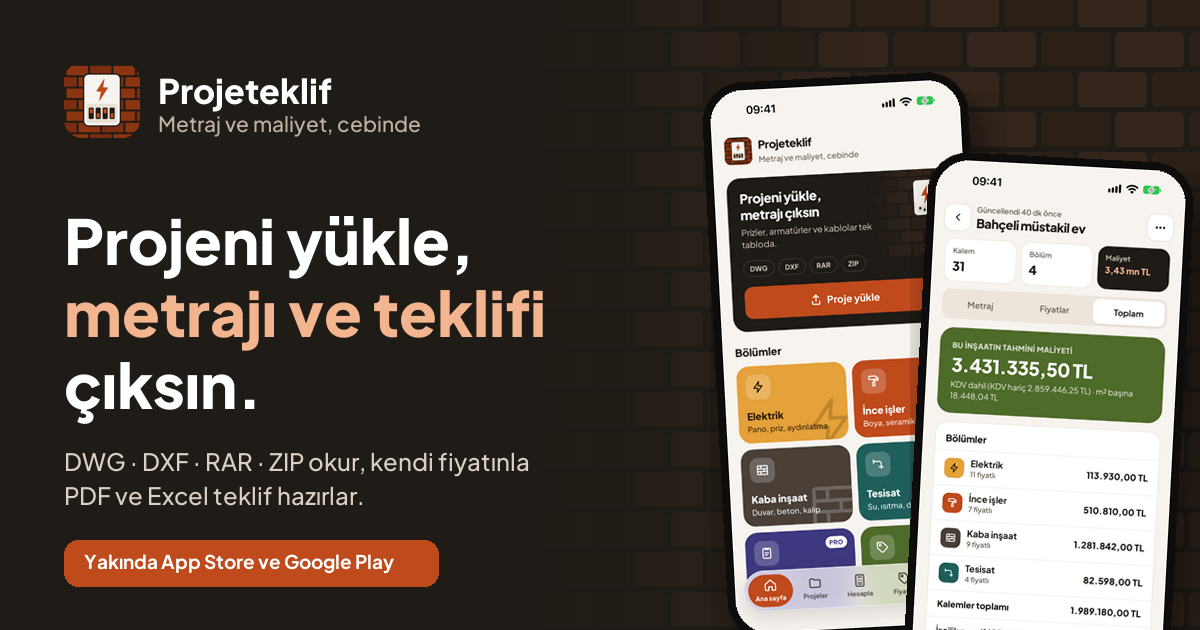 Projeteklif
Metraj ve maliyet, cebinde
Projeni yükle,
metrajı ve teklifi
çıksın.
DWG · DXF · RAR · ZIP okur, kendi fiyatınla
PDF ve Excel teklif hazırlar.
Yakında App Store ve Google Play
09:41
Projeteklif
Metraj ve maliyet, cebinde
Projeni yükle,
metrajı çıksın
Prizler, armatürler ve kablolar tek
tabloda.
DWG DXF RAR ZIP
Proje yükle
Bölümler
Elektrik
Pano, priz, aydınlatma
İnce işler
Boya, seramik
Kaba inşaat
Duvar, beton, kalıp
Tesisat
Su, ısıtma, d
PRO
Ana sayfa
Projeler
Hesapla
Fiyat
09:41
Güncellendi 40 dk önce
Bahçeli müstakil ev
Kalem
31
Bölüm
4
Maliyet
3,43 mn TL
Metraj Fiyatlar Toplam
BU İNŞAATIN TAHMİNİ MALİYETİ
3.431.335,50 TL
KDV dahil (KDV hariç 2.859.446,25 TL) · m² başına
18.448,04 TL
Bölümler
Elektrik
11 fiyatlı
113.930,00 TL
İnce işler
7 fiyatlı
510.810,00 TL
Kaba inşaat
9 fiyatlı
1.281.842,00 TL
Tesisat
4 fiyatlı
82.598,00 TL
Kalemler toplamı
1.989.180,00 TL